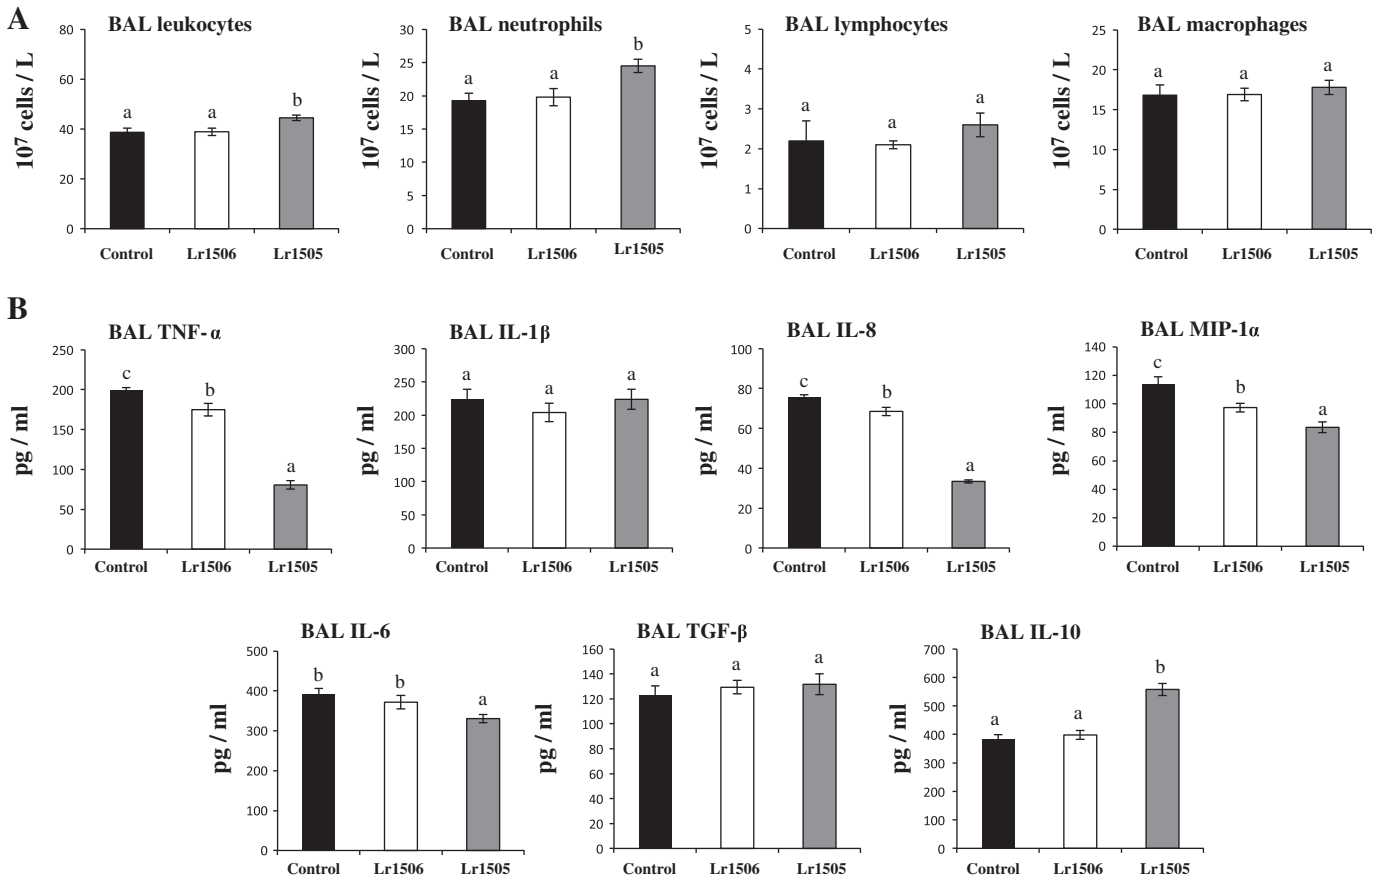 A
BAL leukocytes
80
60
40
20
0
10⁷ cells / L
a
a
b
Control
Lr1506
Lr1505
BAL neutrophils
30
25
20
15
10
5
0
10⁷ cells / L
a
a
b
Control
Lr1506
Lr1505
BAL lymphocytes
5
4
3
2
1
0
10⁷ cells / L
a
a
a
Control
Lr1506
Lr1505
BAL macrophages
25
20
15
10
5
0
10⁷ cells / L
a
a
a
Control
Lr1506
Lr1505
B
BAL TNF-α
250
200
150
100
50
0
pg / ml
c
b
a
Control
Lr1506
Lr1505
BAL IL-1β
300
250
200
150
100
50
0
pg / ml
a
a
a
Control
Lr1506
Lr1505
BAL IL-8
100
80
60
40
20
0
pg / ml
c
b
a
Control
Lr1506
Lr1505
BAL MIP-1α
140
120
100
80
60
40
20
0
pg / ml
c
b
a
Control
Lr1506
Lr1505
BAL IL-6
500
400
300
200
100
0
pg / ml
b
b
a
Control
Lr1506
Lr1505
BAL TGF-β
160
140
120
100
80
60
40
20
0
pg / ml
a
a
a
Control
Lr1506
Lr1505
BAL IL-10
700
600
500
400
300
200
100
0
pg / ml
a
a
b
Control
Lr1506
Lr1505